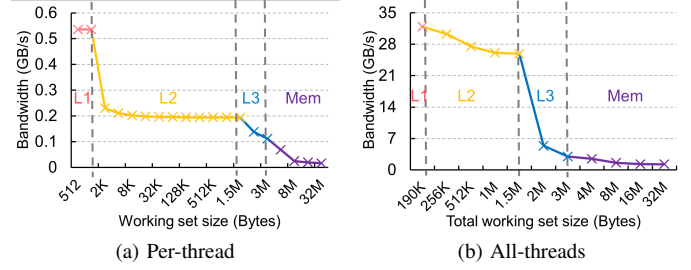 0.6
0.5
0.4
0.3
0.2
0.1
0
Bandwidth (GB/s)
L1
L2
L3
Mem
512
2K
8K
32K
128K
512K
1.5M
3M
8M
32M
Working set size (Bytes)
(a) Per-thread
35
28
21
14
7
0
Bandwidth (GB/s)
L1
L2
L3
Mem
190K
256K
512K
1M
1.5M
2M
3M
4M
8M
16M
32M
Total working set size (Bytes)
(b) All-threads